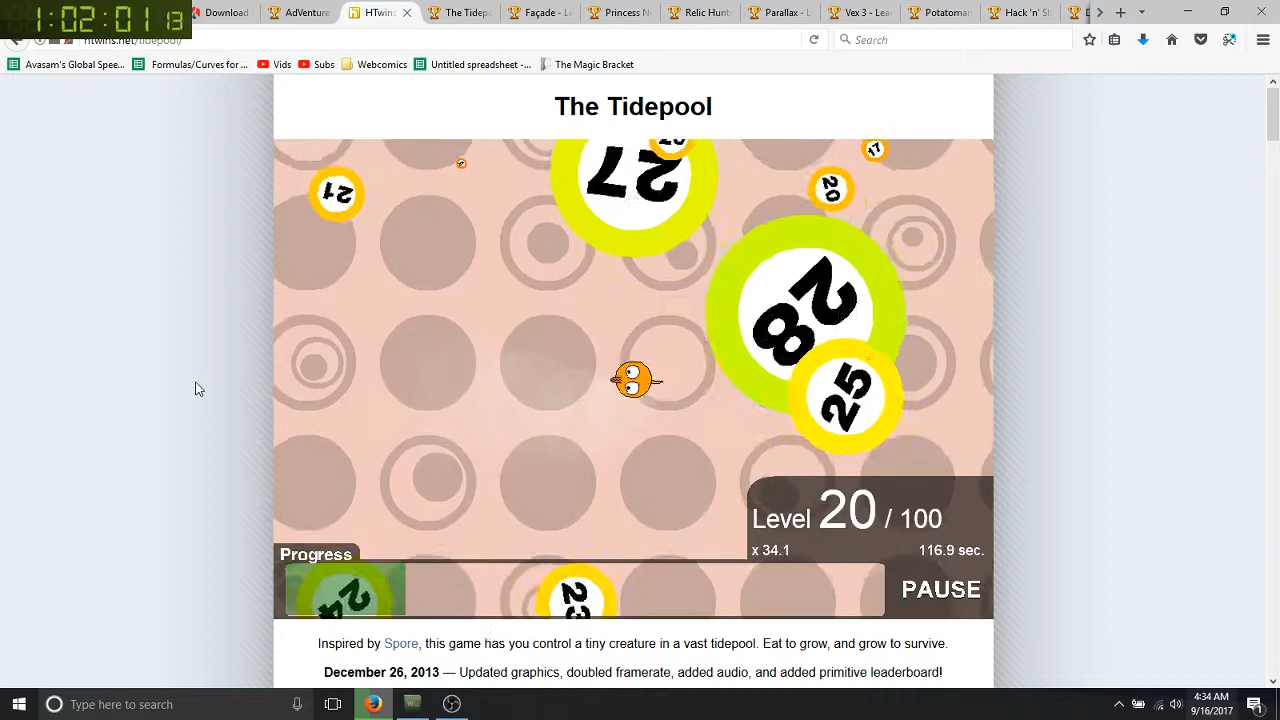 1:02:01 13
Download
AdVenture
HTwins
The Tidepo
Façade - Le
Princess N
Relic Hunt
Parallax - L
Vex 3 - Lea
Potatoman
Hack 'n' Sl
htwins.net/tidepool/
Search
Avasam's Global Spee...
Formulas/Curves for ...
Vids
Subs
Webcomics
Untitled spreadsheet -...
The Magic Bracket
The Tidepool
27
17
21
20
28
25
Level 20 / 100
x 34.1
116.9 sec.
Progress
24
23
PAUSE
Inspired by Spore, this game has you control a tiny creature in a vast tidepool. Eat to grow, and grow to survive.
December 26, 2013 — Updated graphics, doubled framerate, added audio, and added primitive leaderboard!
Type here to search
4:34 AM
9/16/2017